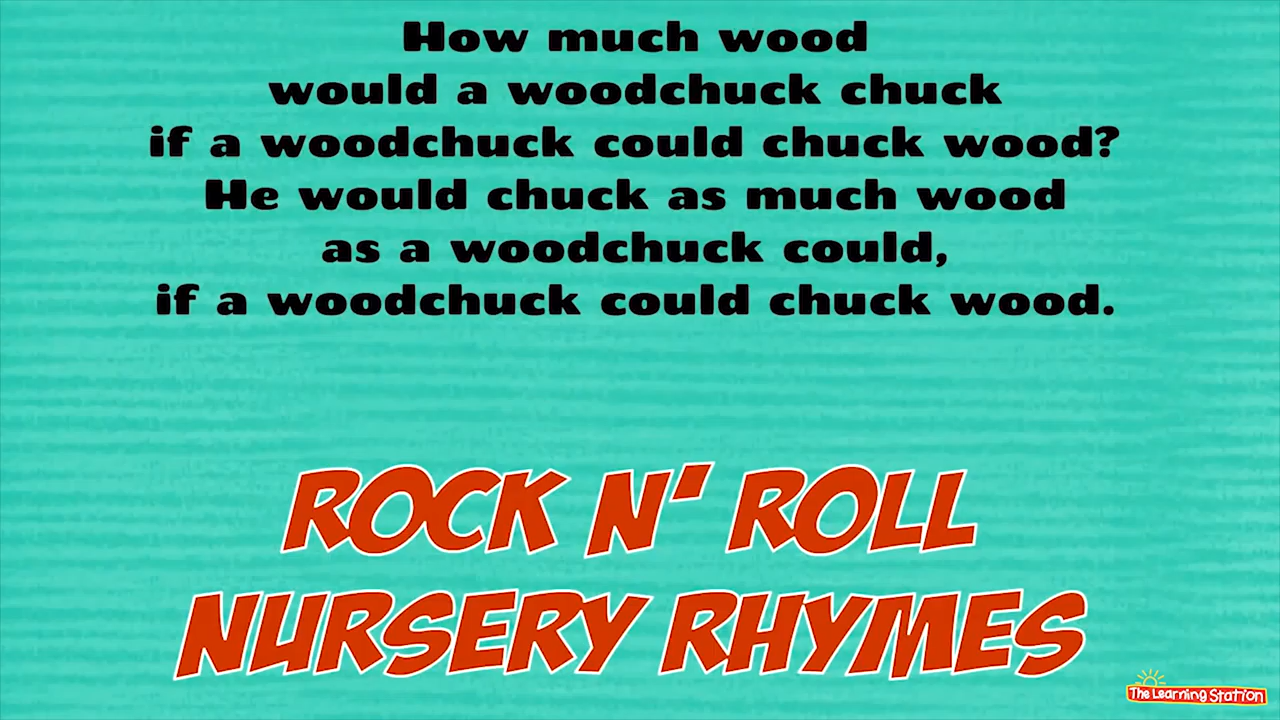 How much wood
would a woodchuck chuck
if a woodchuck could chuck wood?
He would chuck as much wood
as a woodchuck could,
if a woodchuck could chuck wood.
ROCK N' ROLL
NURSERY RHYMES
The Learning Station